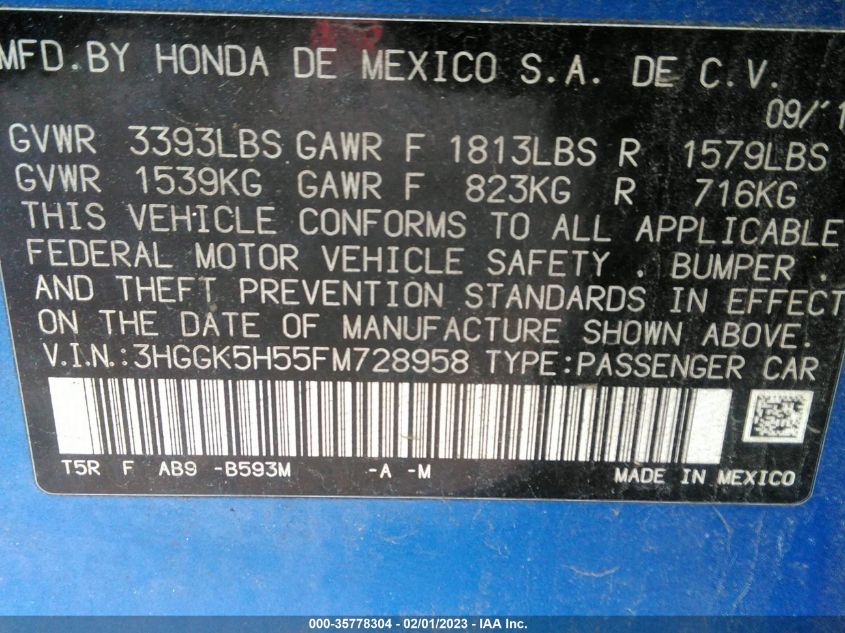 MFD. BY HONDA DE MEXICO S.A. DE C.V.
09/'1
GVWR 3393LBS GAWR F 1813LBS R 1579LBS
GVWR 1539KG GAWR F 823KG R 716KG
THIS VEHICLE CONFORMS TO ALL APPLICABLE
FEDERAL MOTOR VEHICLE SAFETY . BUMPER .
AND THEFT PREVENTION STANDARDS IN EFFECT
ON THE DATE OF MANUFACTURE SHOWN ABOVE.
V.I.N.:3HGGK5H55FM728958 TYPE:PASSENGER CAR
T5R F AB9 -B593M -A -M
MADE IN MEXICO
000-35778304 - 02/01/2023 - IAA Inc.